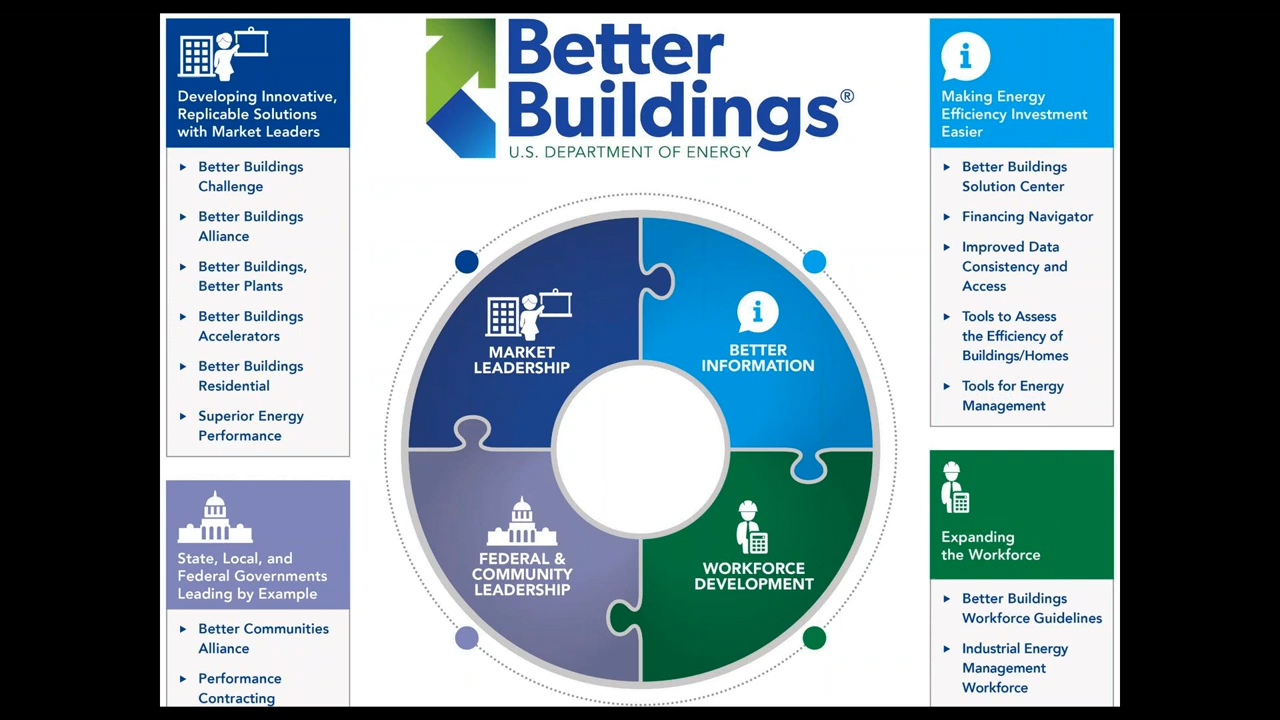 Better
Buildings®
U.S. DEPARTMENT OF ENERGY
Developing Innovative,
Replicable Solutions
with Market Leaders
Better Buildings
Challenge
Better Buildings
Alliance
Better Buildings,
Better Plants
Better Buildings
Accelerators
Better Buildings
Residential
Superior Energy
Performance
State, Local, and
Federal Governments
Leading by Example
Better Communities
Alliance
Performance
Contracting
MARKET
LEADERSHIP
BETTER
INFORMATION
FEDERAL &
COMMUNITY
LEADERSHIP
WORKFORCE
DEVELOPMENT
Making Energy
Efficiency Investment
Easier
Better Buildings
Solution Center
Financing Navigator
Improved Data
Consistency and
Access
Tools to Assess
the Efficiency of
Buildings/Homes
Tools for Energy
Management
Expanding
the Workforce
Better Buildings
Workforce Guidelines
Industrial Energy
Management
Workforce